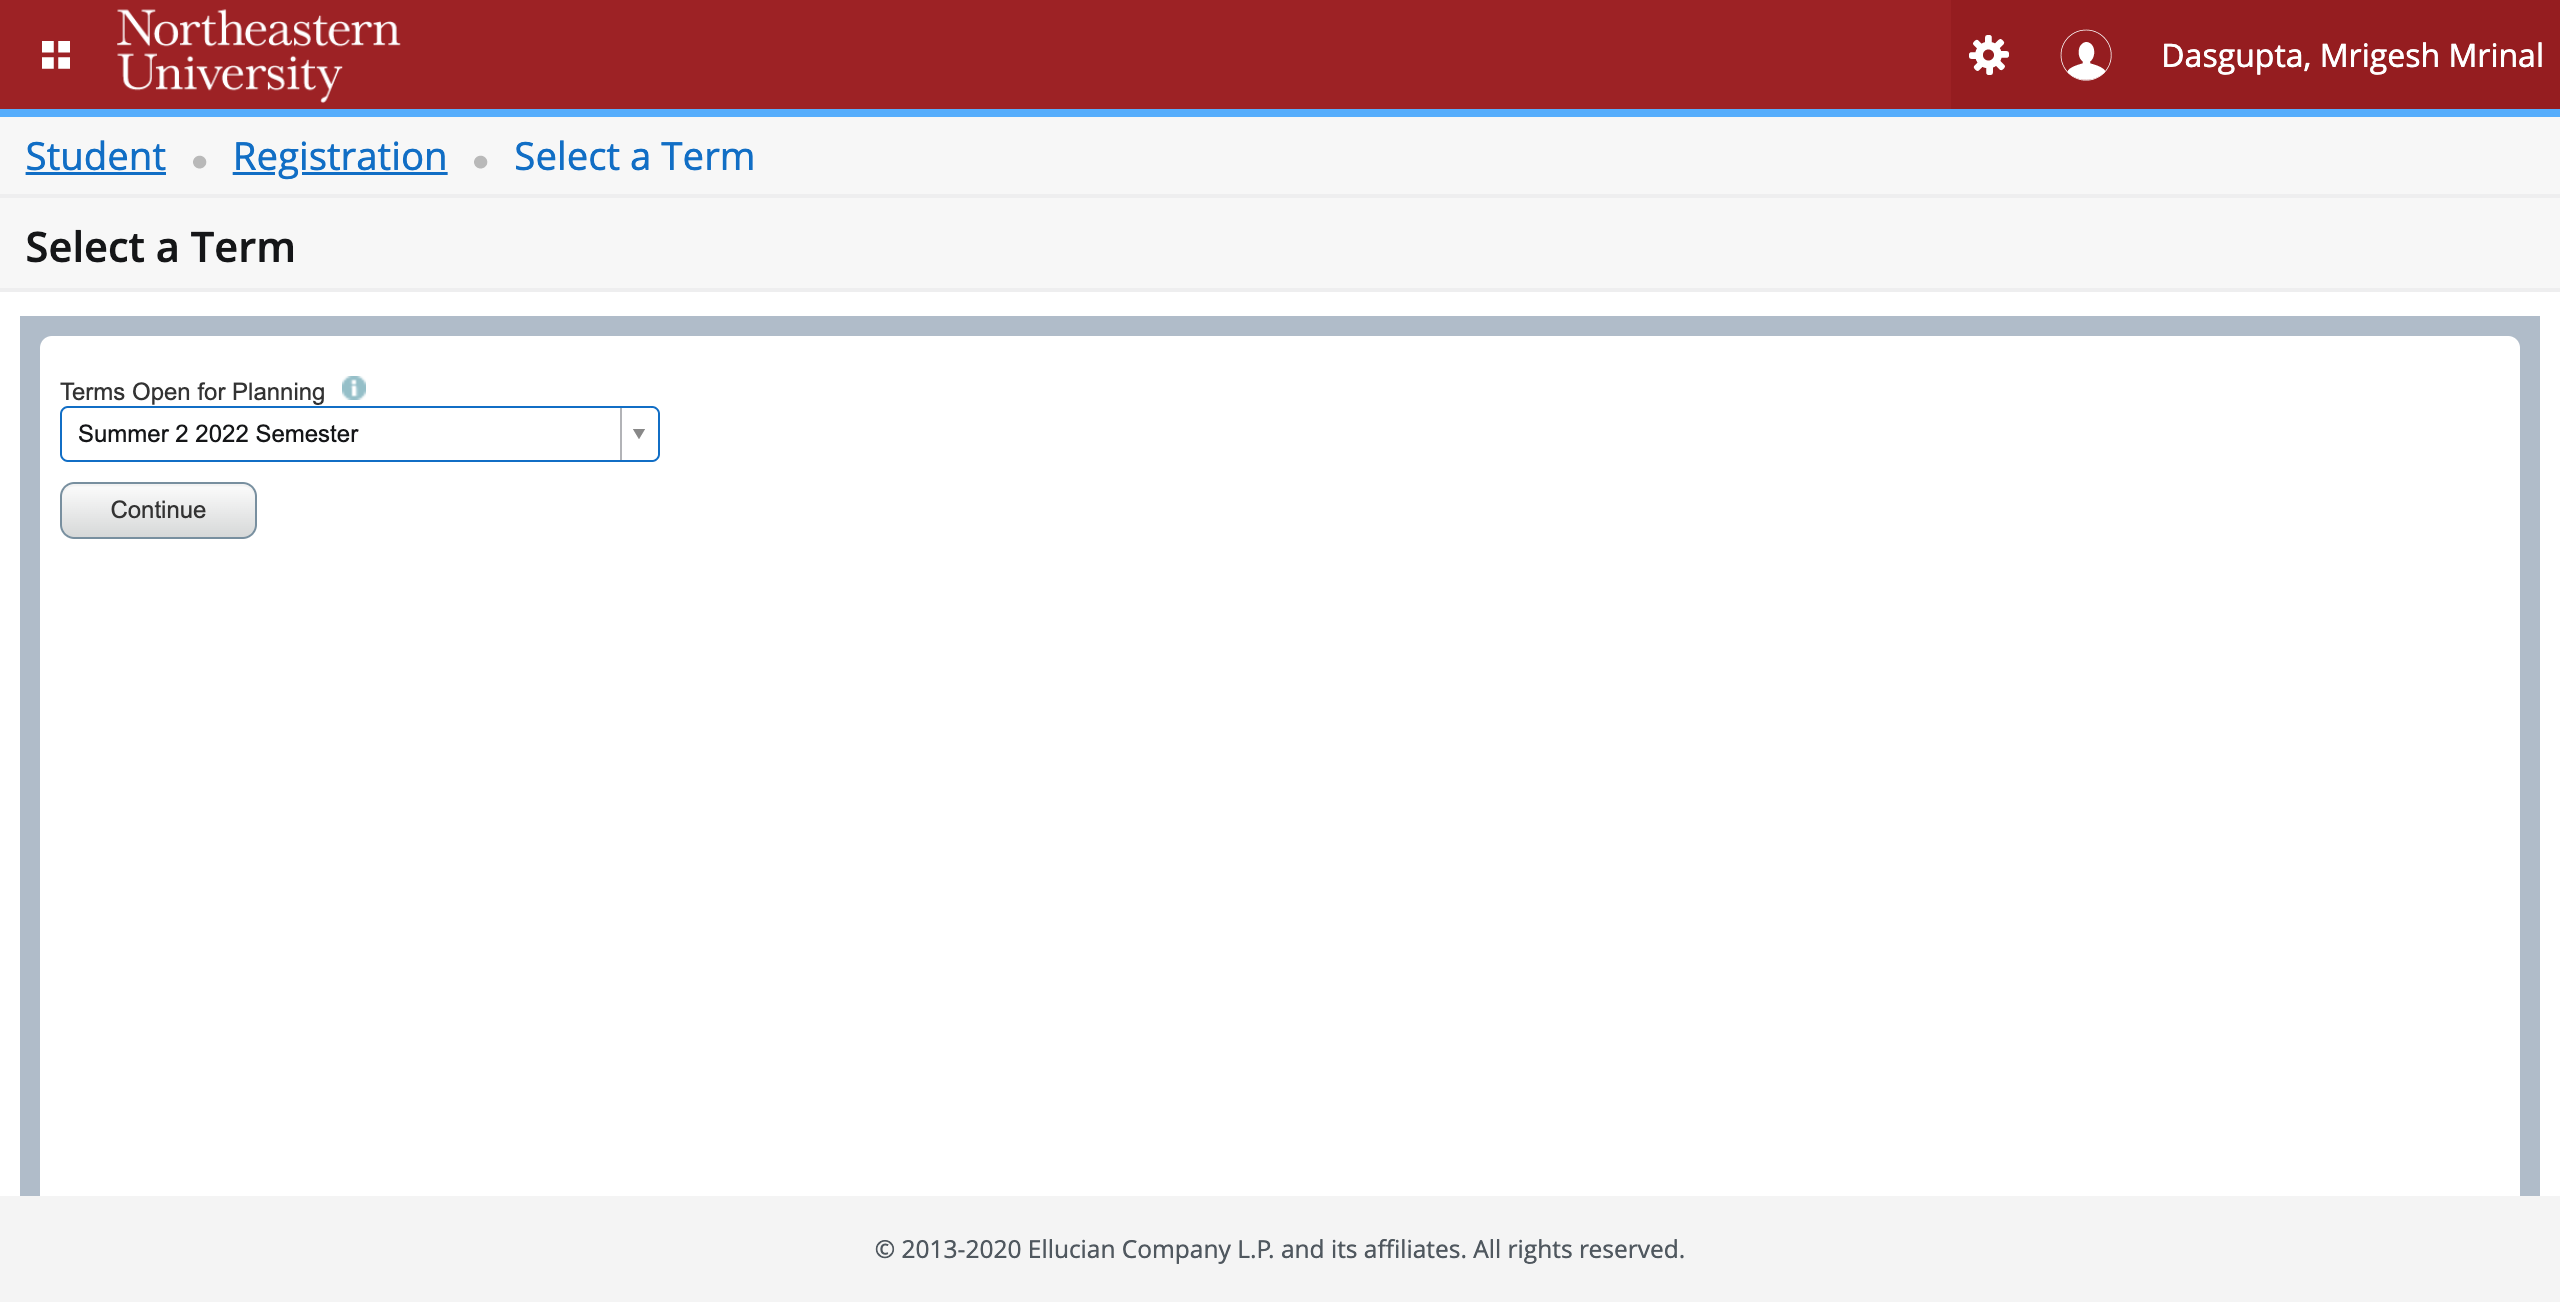 Northeastern
University
Dasgupta, Mrigesh Mrinal
Student • Registration • Select a Term
Select a Term
Terms Open for Planning
Summer 2 2022 Semester
Continue
© 2013-2020 Ellucian Company L.P. and its affiliates. All rights reserved.